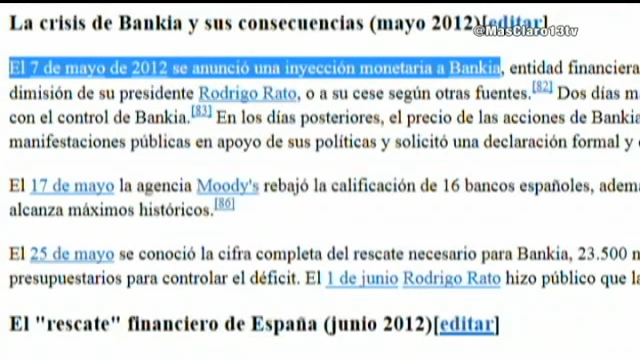 La crisis de Bankia y sus consecuencias (mayo 2012)[editar]
@MasClaro13tv
El 7 de mayo de 2012 se anunció una inyección monetaria a Bankia, entidad financiera
dimisión de su presidente Rodrigo Rato, o a su cese según otras fuentes.[82] Dos días m
con el control de Bankia.[83] En los días posteriores, el precio de las acciones de Bankia
manifestaciones públicas en apoyo de sus políticas y solicitó una declaración formal y
El 17 de mayo la agencia Moody's rebajó la calificación de 16 bancos españoles, adem
alcanza máximos históricos.[86]
El 25 de mayo se conoció la cifra completa del rescate necesario para Bankia, 23.500
presupuestarios para controlar el déficit. El 1 de junio Rodrigo Rato hizo público que la
El "rescate" financiero de España (junio 2012)[editar]